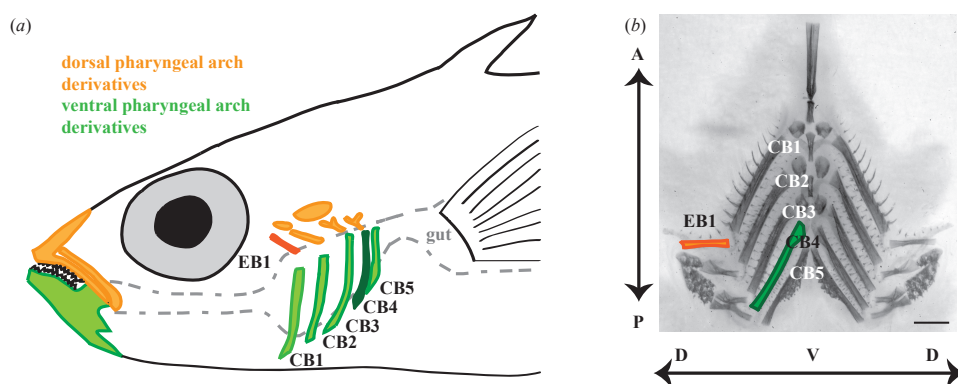 (a)
dorsal pharyngeal arch
derivatives
ventral pharyngeal arch
derivatives
EB1
gut
CB5
CB4
CB3
CB2
CB1
(b)
A
P
CB1
CB2
CB3
EB1
CB4
CB5
D V D